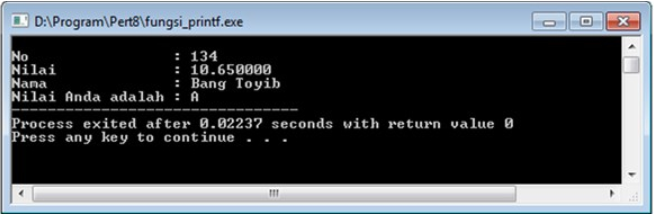 D:\Program\Pert8\fungsi_printf.exe
No : 134
Nilai : 10.650000
Nama : Bang Toyib
Nilai Anda adalah : A
--------------------------------
Process exited after 0.02237 seconds with return value 0
Press any key to continue . . .